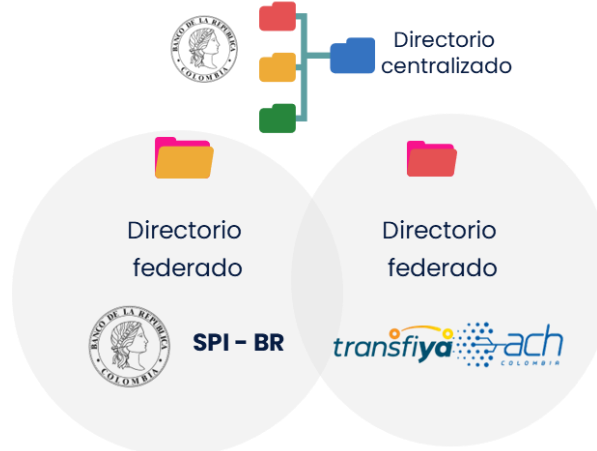 BANCO DE LA REPUBLICA
COLOMBIA
Directorio
centralizado
Directorio
federado
Directorio
federado
BANCO DE LA REPUBLICA
COLOMBIA
SPI - BR
transfiya
ach
COLOMBIA